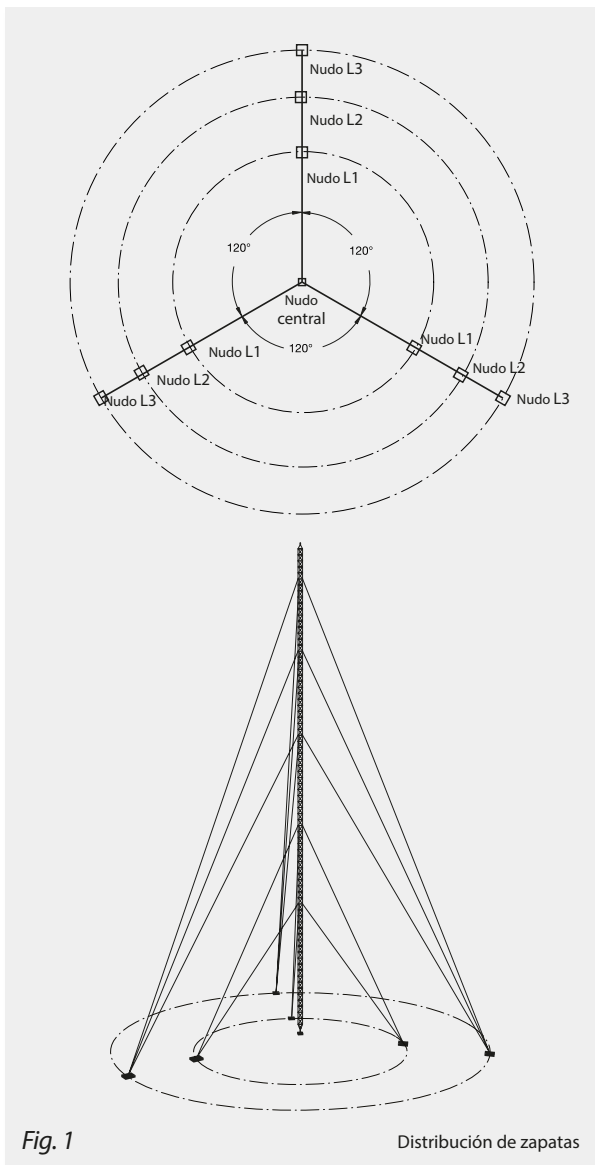 Nudo L3
Nudo L2
Nudo L1
120°
120°
Nudo
central
120°
Nudo L1
Nudo L1
Nudo L2
Nudo L2
Nudo L3
Nudo L3
Fig. 1
Distribución de zapatas